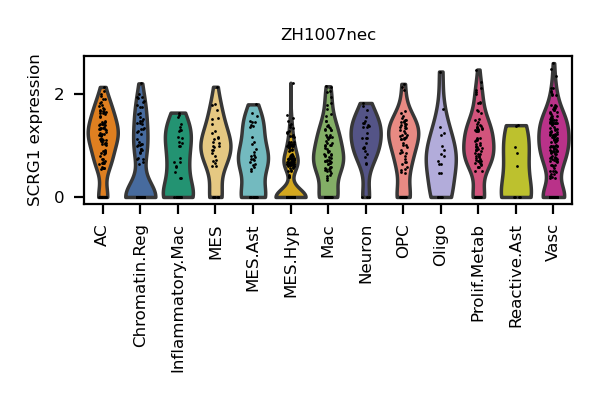 ZH1007nec
SCRG1 expression
2
0
AC
Chromatin.Reg
Inflammatory.Mac
MES
MES.Ast
MES.Hyp
Mac
Neuron
OPC
Oligo
Prolif.Metab
Reactive.Ast
Vasc